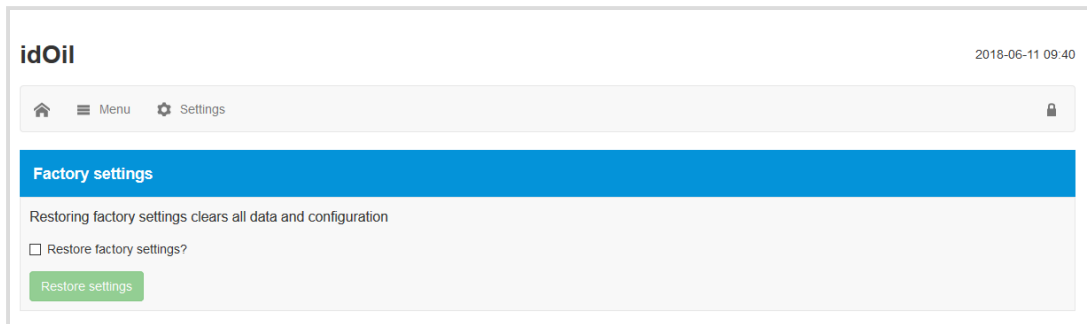 idOil
2018-06-11 09:40
Menu Settings
Factory settings
Restoring factory settings clears all data and configuration
Restore factory settings?
Restore settings